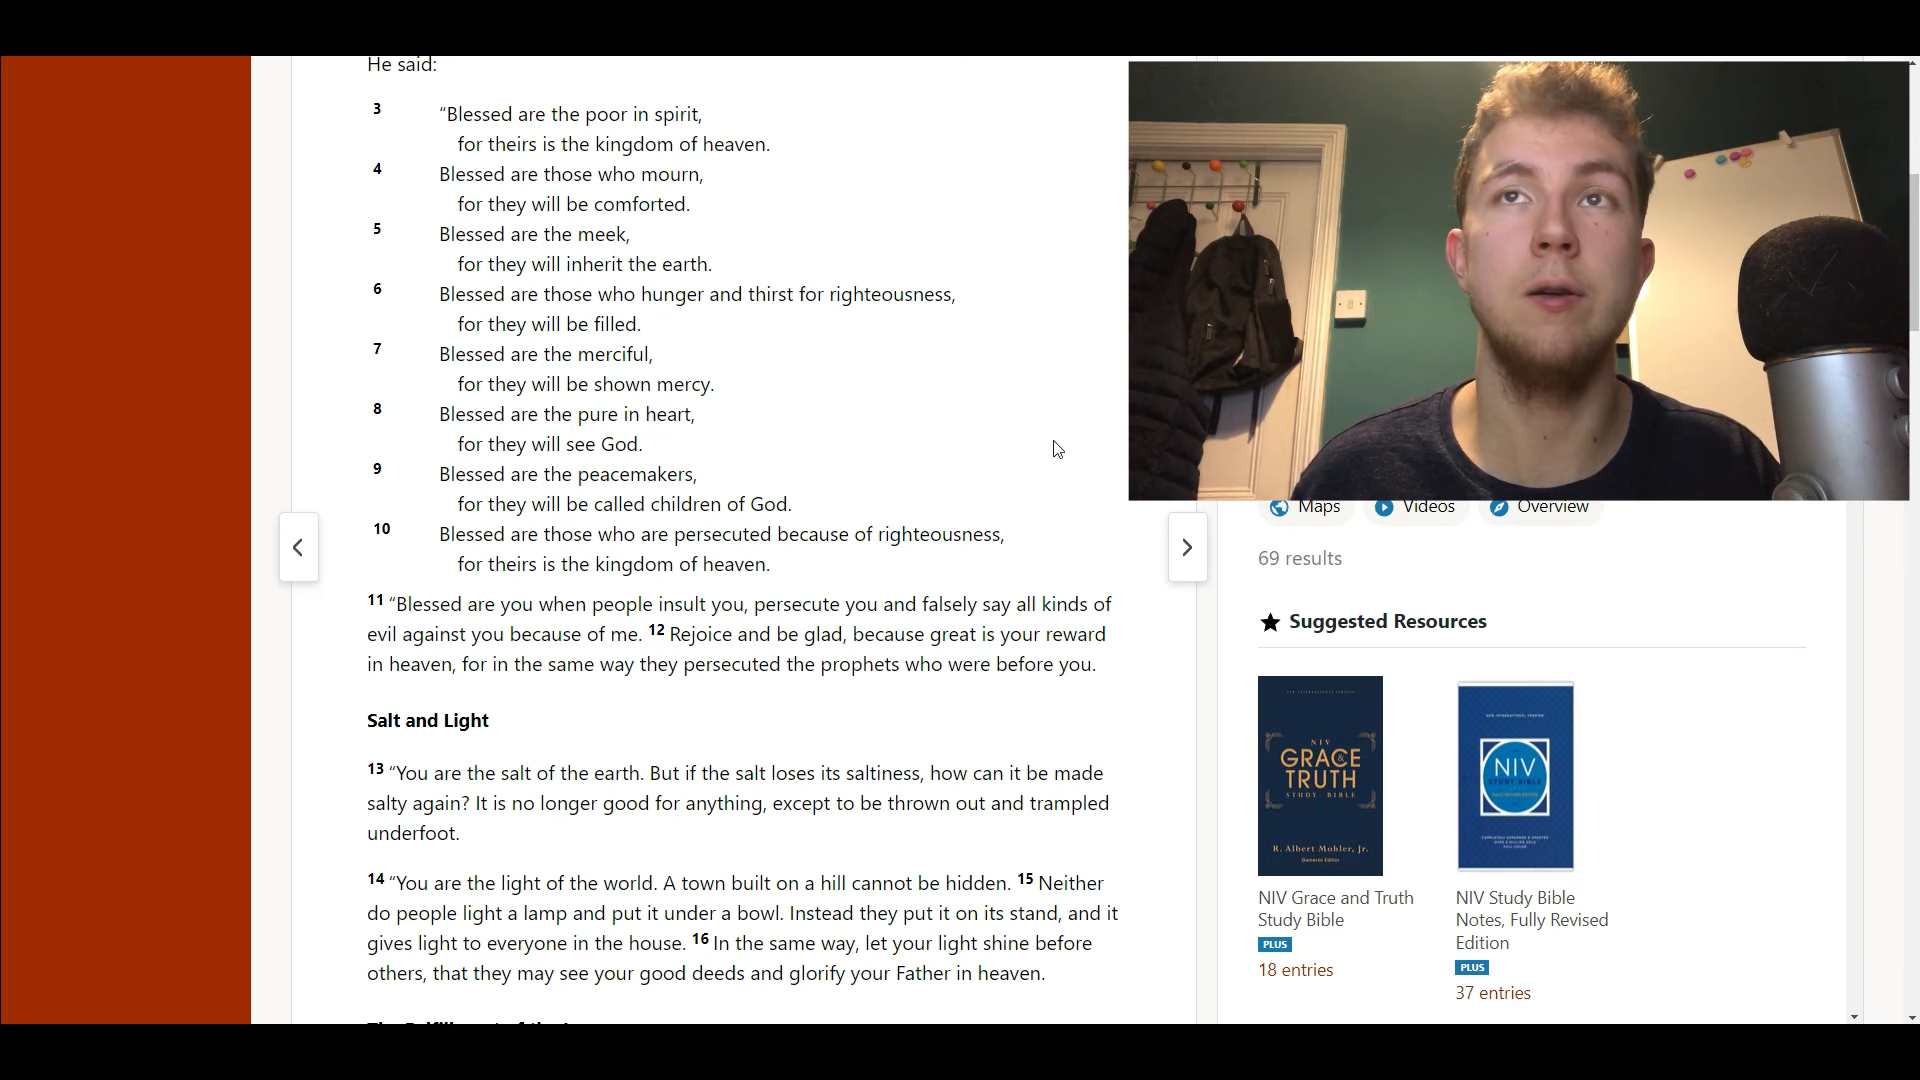 He said:
3 “Blessed are the poor in spirit,
for theirs is the kingdom of heaven.
4 Blessed are those who mourn,
for they will be comforted.
5 Blessed are the meek,
for they will inherit the earth.
6 Blessed are those who hunger and thirst for righteousness,
for they will be filled.
7 Blessed are the merciful,
for they will be shown mercy.
8 Blessed are the pure in heart,
for they will see God.
9 Blessed are the peacemakers,
for they will be called children of God.
10 Blessed are those who are persecuted because of righteousness,
for theirs is the kingdom of heaven.
11 “Blessed are you when people insult you, persecute you and falsely say all kinds of
evil against you because of me. 12 Rejoice and be glad, because great is your reward
in heaven, for in the same way they persecuted the prophets who were before you.
Salt and Light
13 “You are the salt of the earth. But if the salt loses its saltiness, how can it be made
salty again? It is no longer good for anything, except to be thrown out and trampled
underfoot.
14 “You are the light of the world. A town built on a hill cannot be hidden. 15 Neither
do people light a lamp and put it under a bowl. Instead they put it on its stand, and it
gives light to everyone in the house. 16 In the same way, let your light shine before
others, that they may see your good deeds and glorify your Father in heaven.
Maps Videos Overview
69 results
Suggested Resources
NIV
GRACE &
TRUTH
STUDY BIBLE
R. Albert Mohler, Jr.
General Editor
NIV Grace and Truth
Study Bible
PLUS
18 entries
NEW INTERNATIONAL VERSION
NIV
STUDY BIBLE
NIV Study Bible
Notes, Fully Revised
Edition
PLUS
37 entries